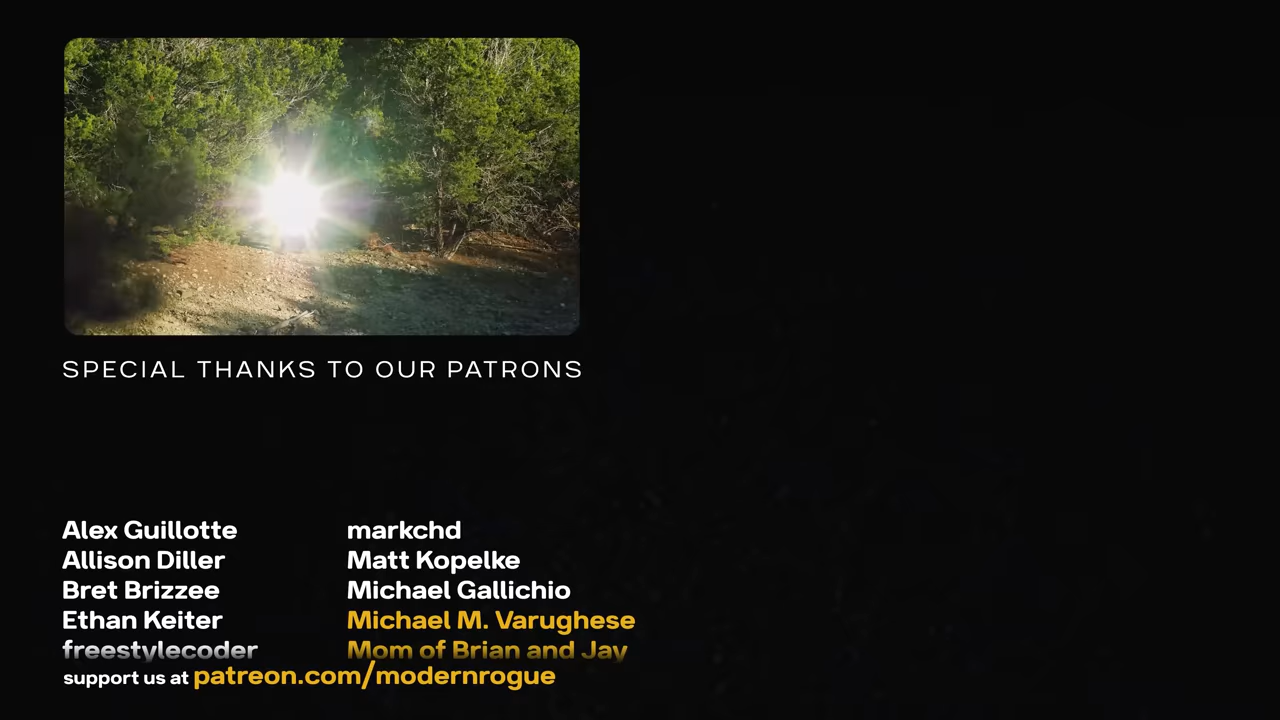 SPECIAL THANKS TO OUR PATRONS
Alex Guillotte
Allison Diller
Bret Brizzee
Ethan Keiter
freestylecoder
markchd
Matt Kopelke
Michael Gallichio
Michael M. Varughese
Mom of Brian and Jay
support us at patreon.com/modernrogue